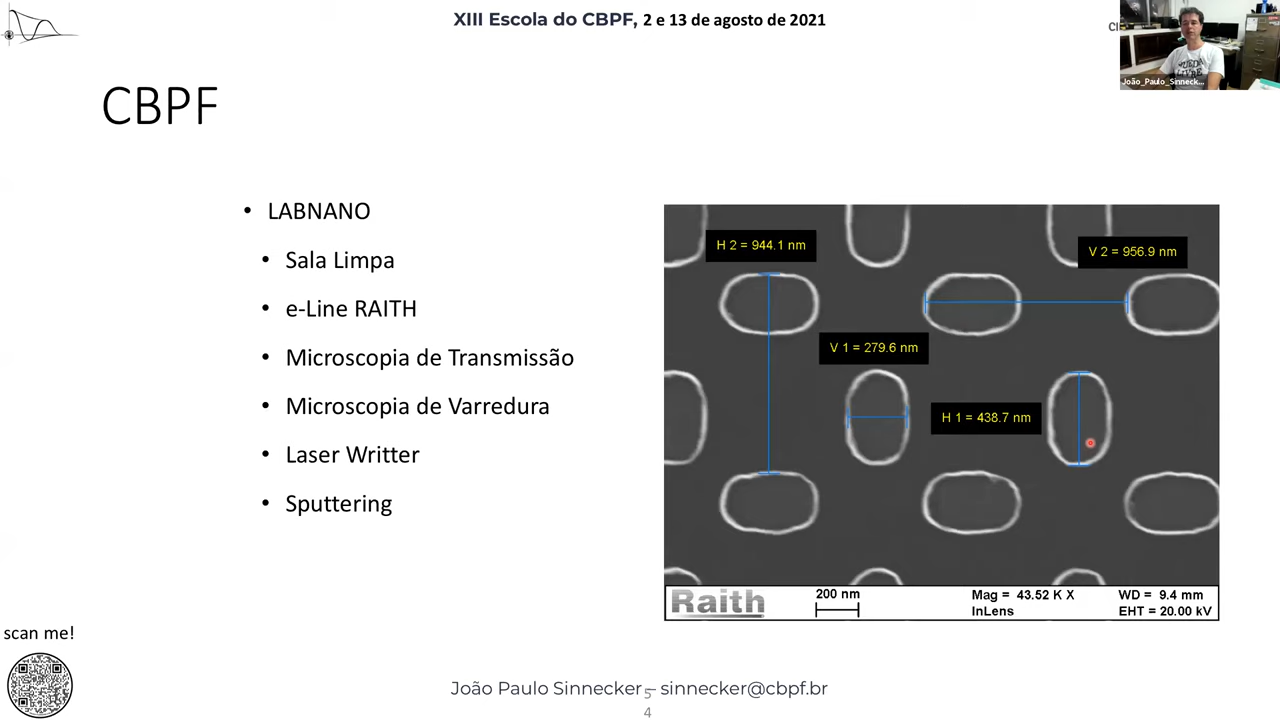 XIII Escola do CBPF, 2 e 13 de agosto de 2021
João_Paulo_Sinneck...
CBPF
• LABNANO
• Sala Limpa
• e-Line RAITH
• Microscopia de Transmissão
• Microscopia de Varredura
• Laser Writter
• Sputtering
H 2 = 944.1 nm
V 2 = 956.9 nm
V 1 = 279.6 nm
H 1 = 438.7 nm
Raith
200 nm
Mag = 43.52 K X
InLens
WD = 9.4 mm
EHT = 20.00 kV
scan me!
João Paulo Sinnecker – sinnecker@cbpf.br
5
4